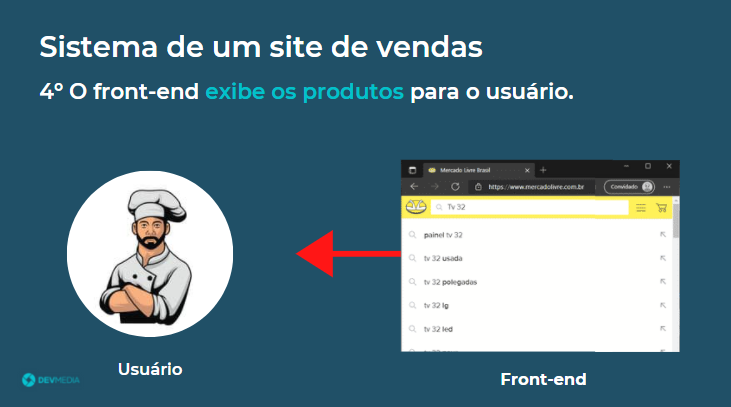 Sistema de um site de vendas
4º O front-end exibe os produtos para o usuário.
Mercado Livre Brasil
https://www.mercadolivre.com.br
Convidado
Tv 32
painel tv 32
tv 32 usada
tv 32 polegadas
tv 32 lg
tv 32 led
Usuário
Front-end
DEVMEDIA